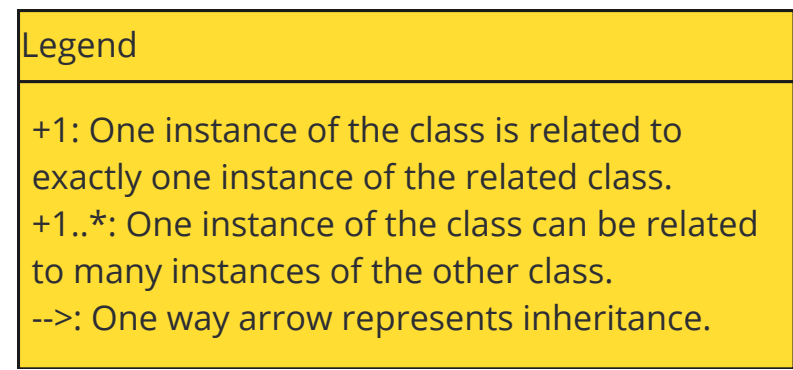 Legend
+1: One instance of the class is related to
exactly one instance of the related class.
+1..*: One instance of the class can be related
to many instances of the other class.
-->: One way arrow represents inheritance.